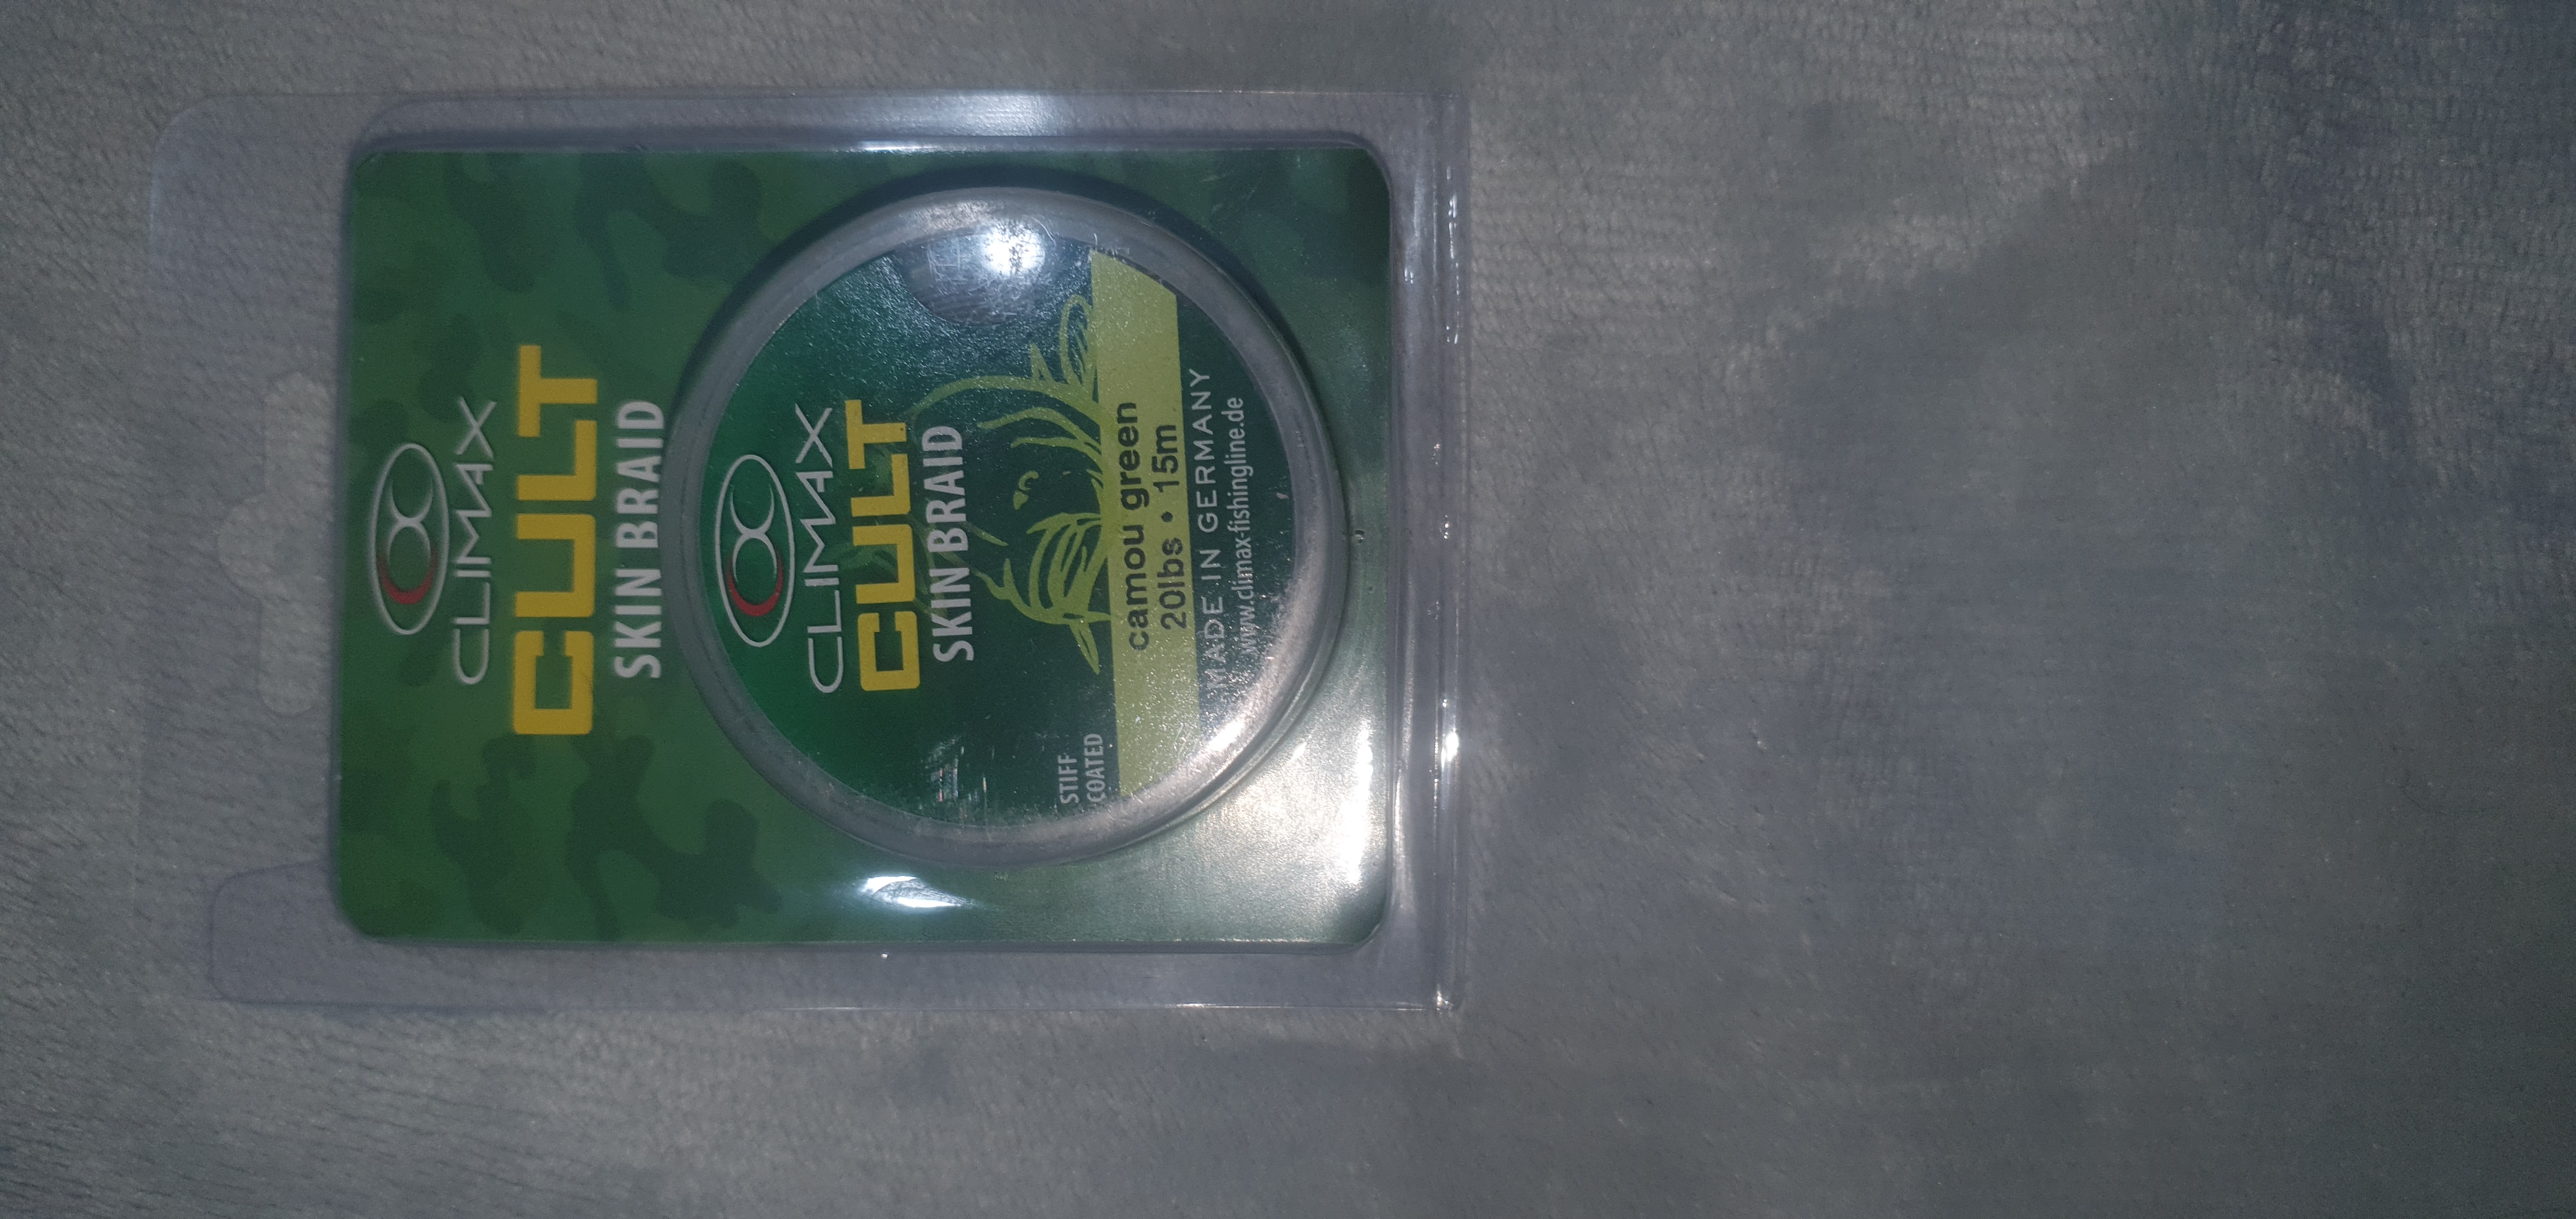 CLIMAX
CULT
SKIN BRAID
CLIMAX
CULT
SKIN BRAID
STIFF
COATED
camou green
20lbs • 15m
MADE IN GERMANY
www.climax-fishingline.de